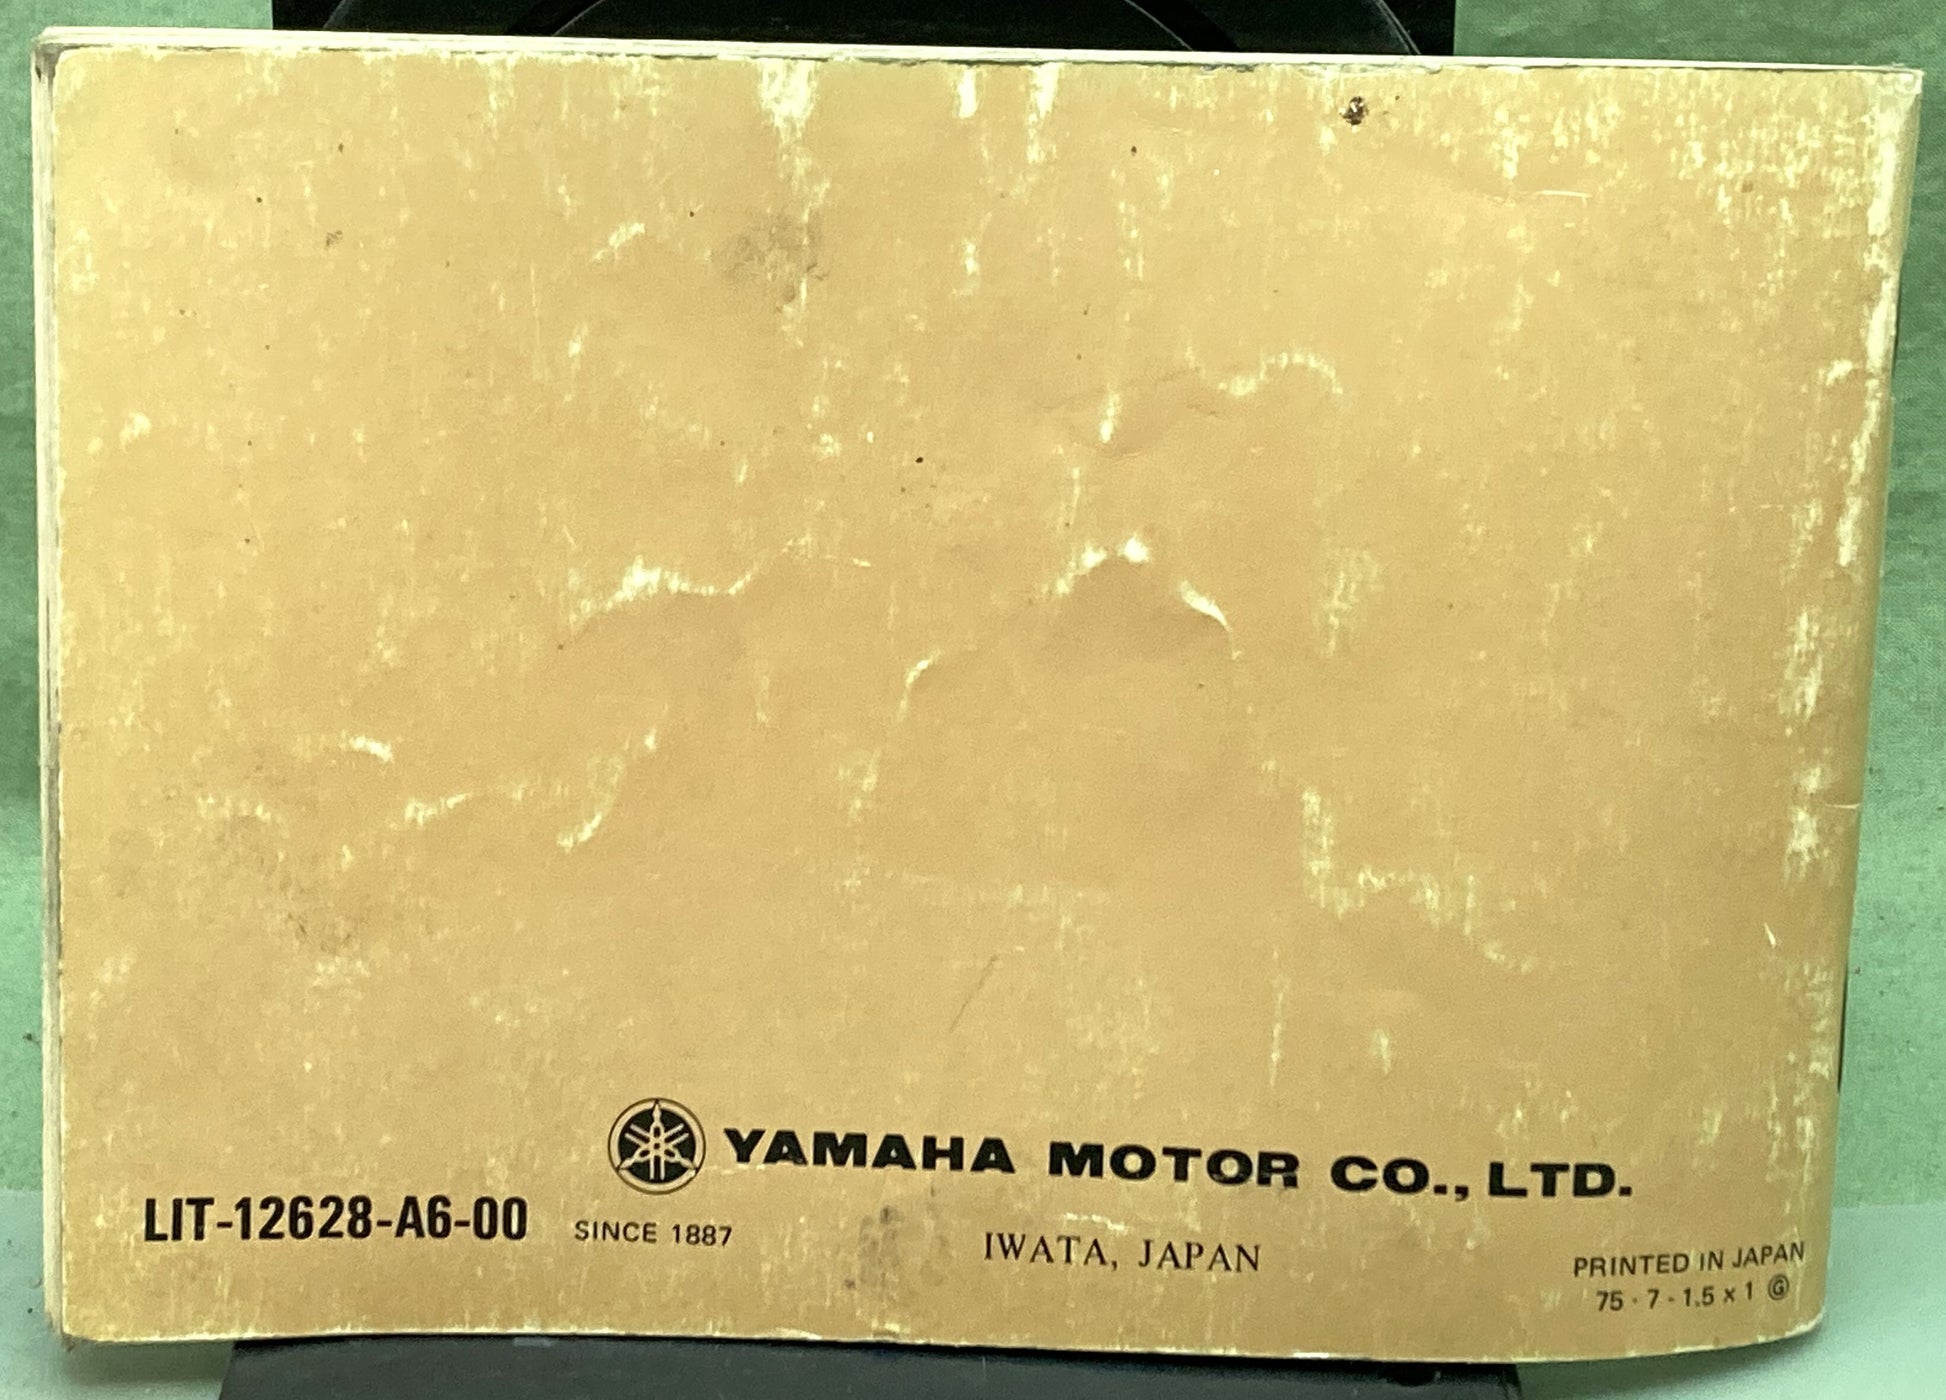 YAMAHA MOTOR CO., LTD.
LIT-12628-A6-00
SINCE 1887
IWATA, JAPAN
PRINTED IN JAPAN
75・7-1.5 x 1 Ⓖ